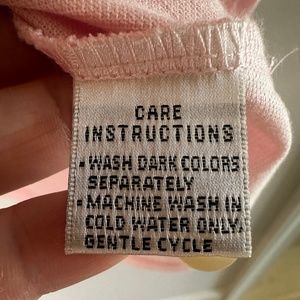 CARE
INSTRUCTIONS
•WASH DARK COLORS
SEPARATELY
•MACHINE WASH IN
COLD WATER ONLY.
GENTLE CYCLE